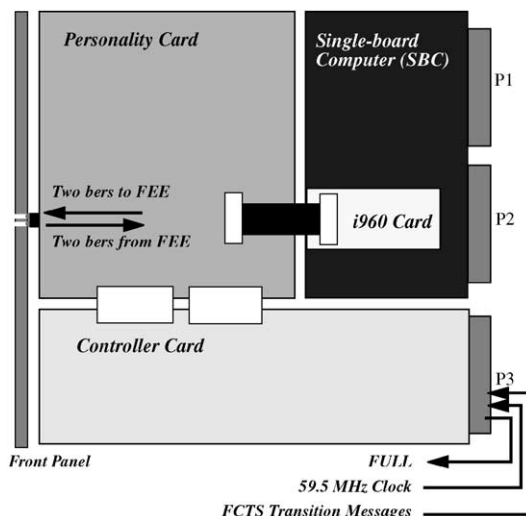 Personality Card
Single-board
Computer (SBC)
P1
Two bers to FEE
Two bers from FEE
i960 Card
P2
Controller Card
P3
Front Panel
FULL
59.5 MHz Clock
FCTS Transition Messages